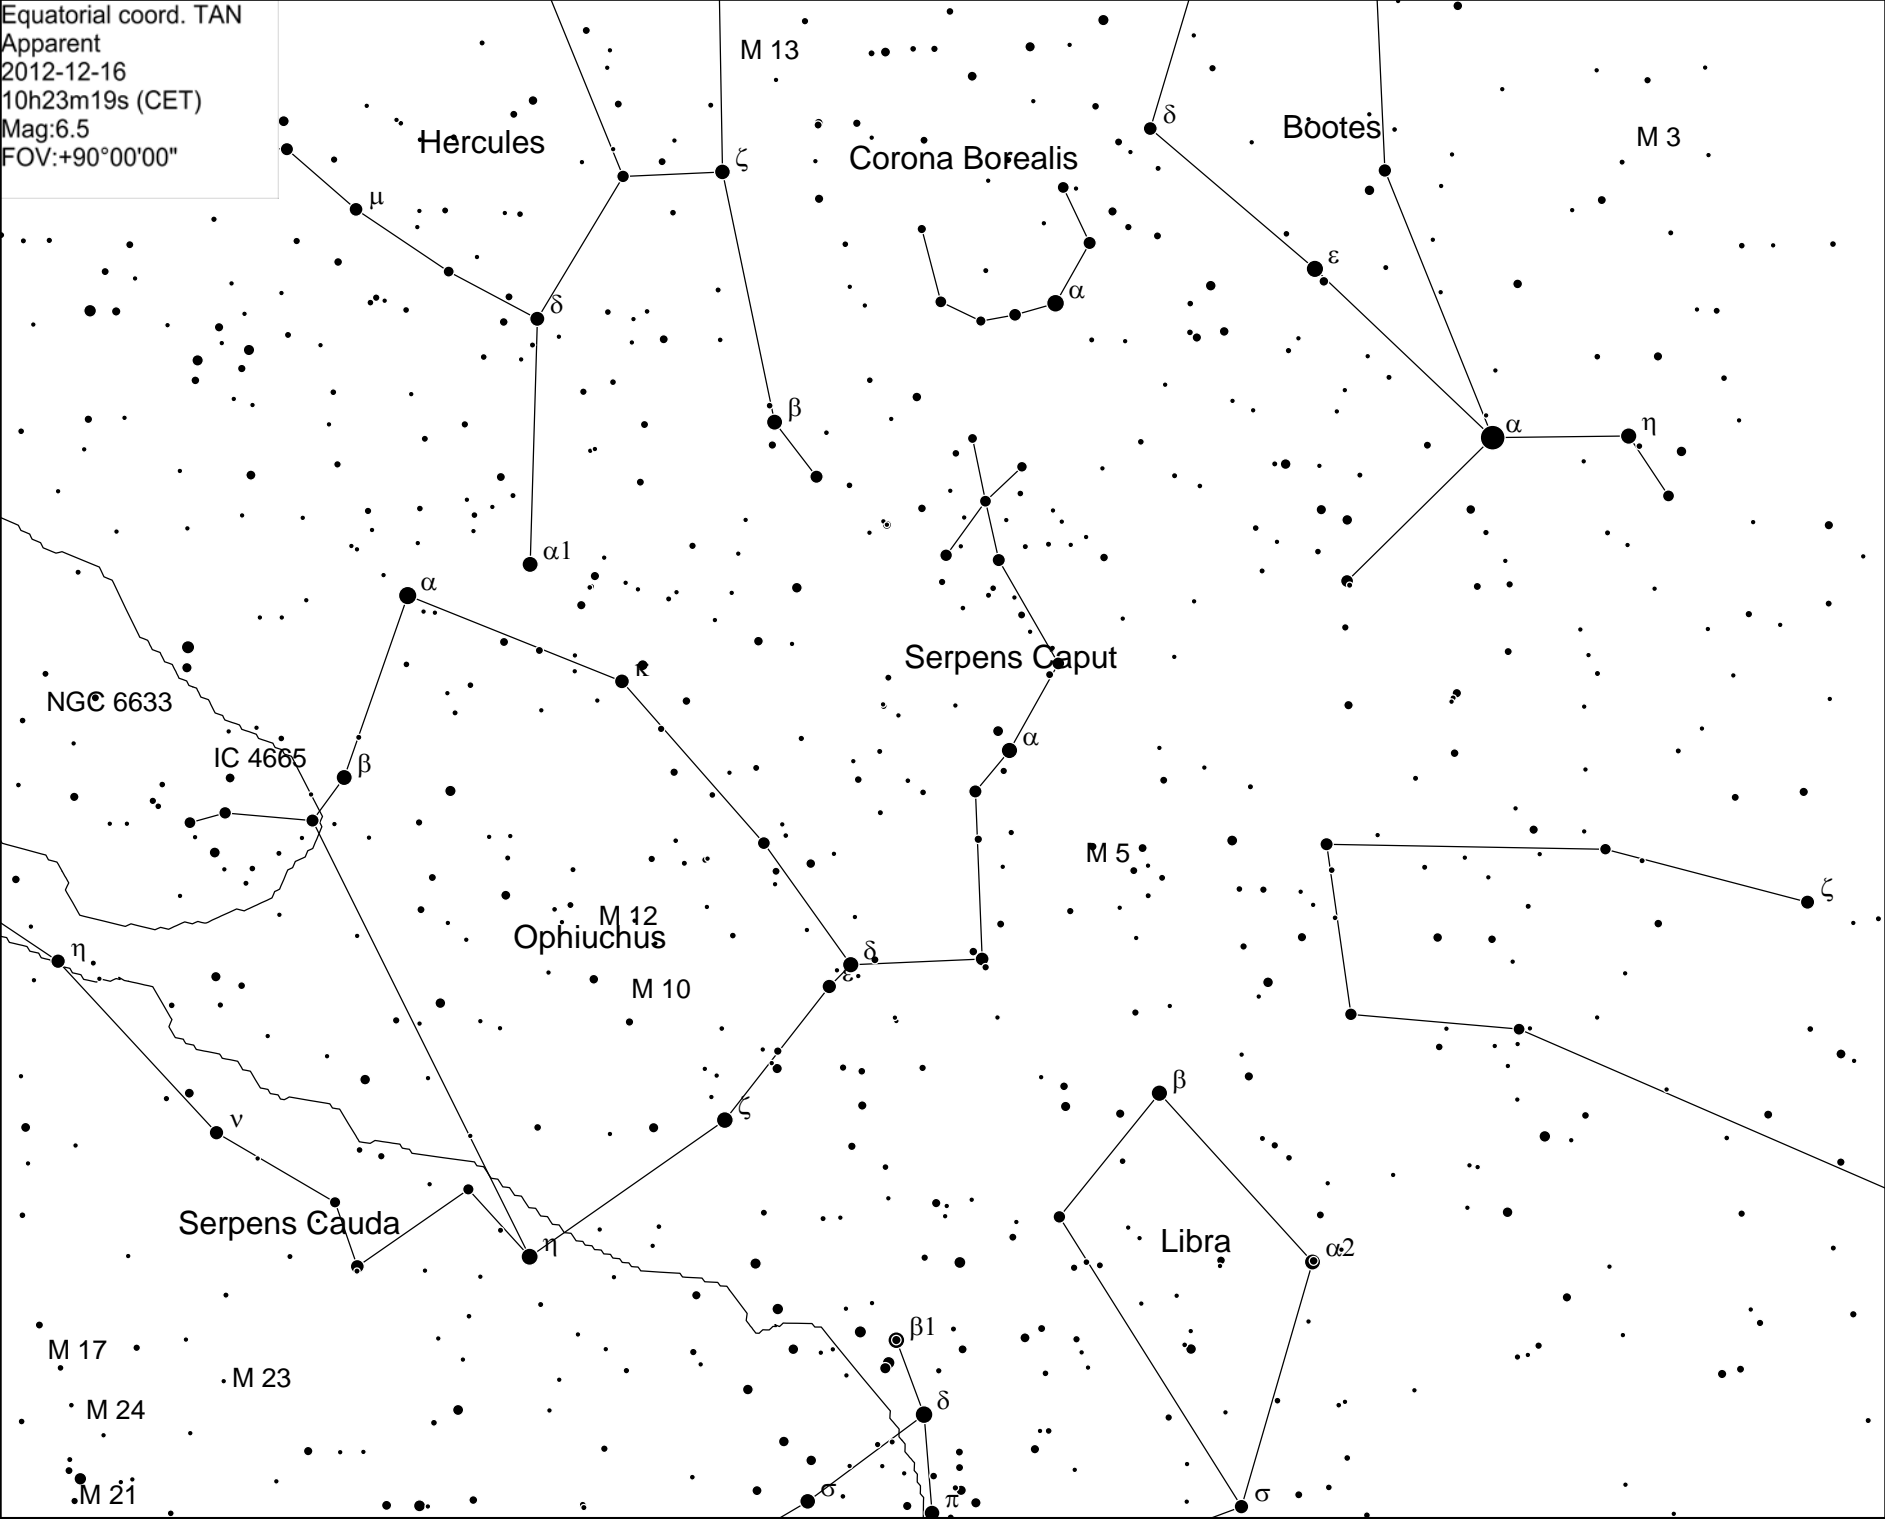 Equatorial coord. TAN
Apparent
2012-12-16
10h23m19s (CET)
Mag:6.5
FOV:+90°00'00"
M 13
δ
Bootes
M 3
Hercules
Corona Borealis
ζ
μ
ε
α
δ
β
α
η
α1
α
Serpens Caput
κ
NGC 6633
α
IC 4665
β
M 5
ζ
M 12
Ophiuchus
δ
η
ε
M 10
β
ζ
ν
Serpens Cauda
η
Libra
α2
β1
M 17
M 23
δ
M 24
σ
π
σ
M 21